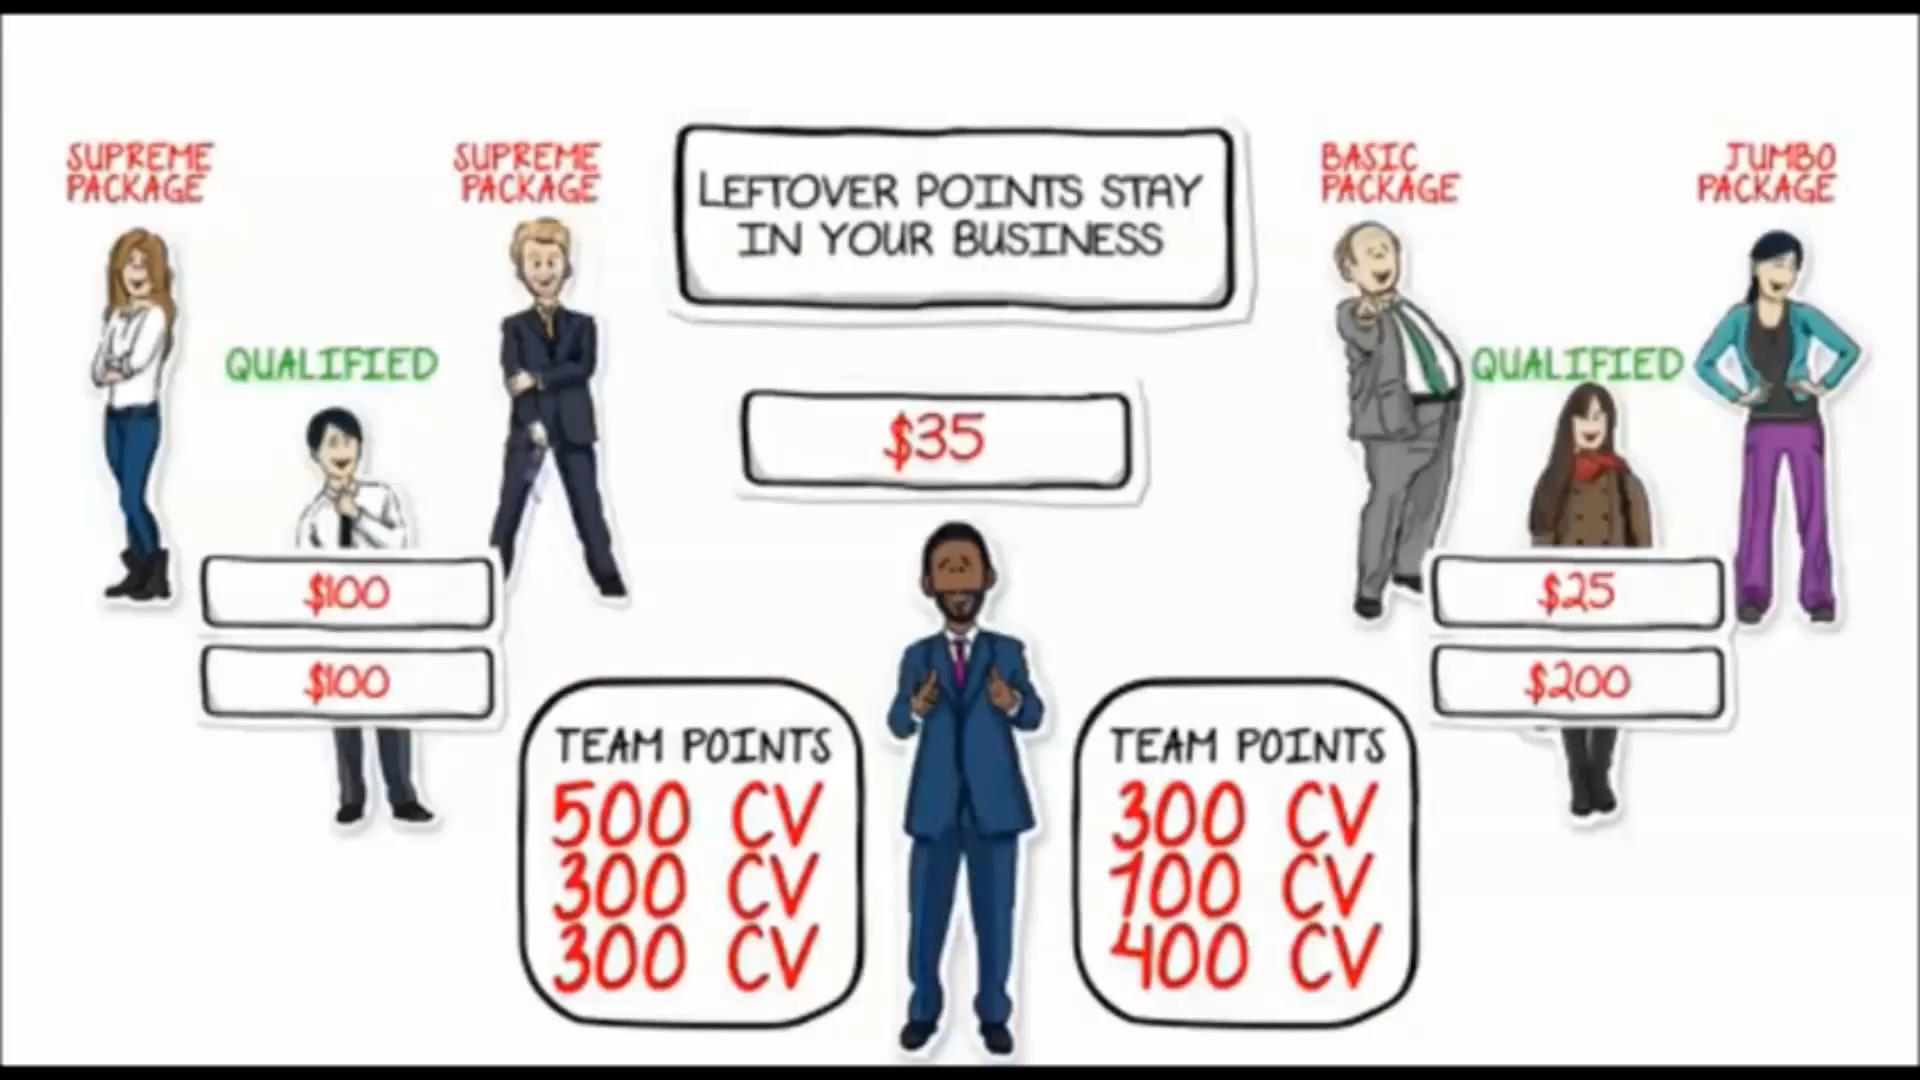 SUPREME
PACKAGE
SUPREME
PACKAGE
LEFTOVER POINTS STAY
IN YOUR BUSINESS
BASIC
PACKAGE
JUMBO
PACKAGE
QUALIFIED
QUALIFIED
$35
$100
$100
$25
$200
TEAM POINTS
500 CV
300 CV
300 CV
TEAM POINTS
300 CV
100 CV
400 CV